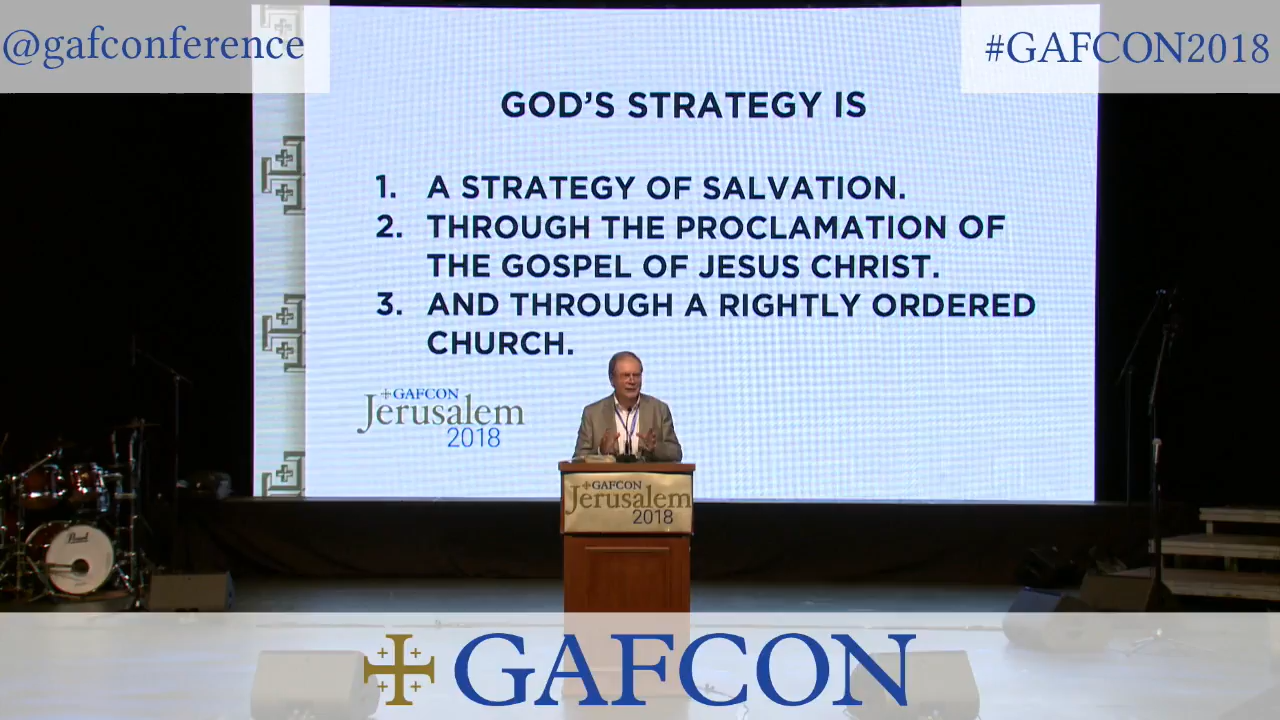 @gafconference
#GAFCON2018
GOD'S STRATEGY IS
1. A STRATEGY OF SALVATION.
2. THROUGH THE PROCLAMATION OF
THE GOSPEL OF JESUS CHRIST.
3. AND THROUGH A RIGHTLY ORDERED
CHURCH.
GAFCON
Jerusalem
2018
GAFCON
Jerusalem
2018
Pearl
GAFCON